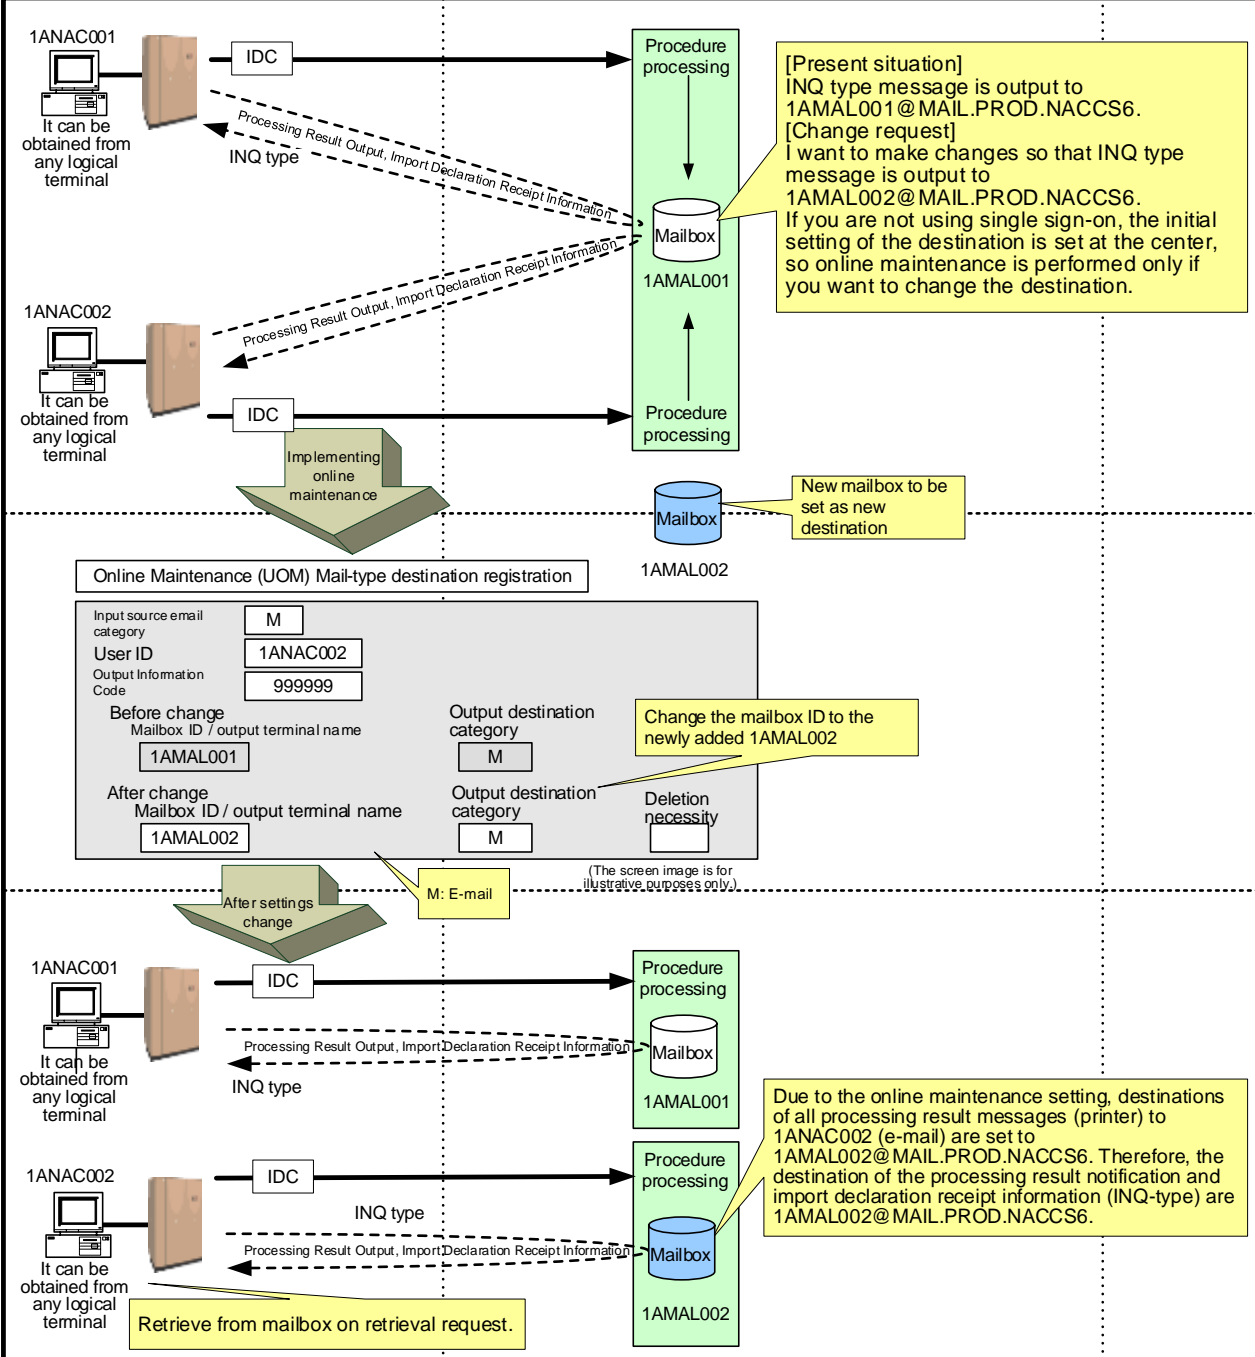 1ANAC001
It can be
obtained from
any logical
terminal
IDC
Processing Result Output, Import Declaration Receipt Information
INQ type
Procedure
processing
Mailbox
1AMAL001
[Present situation]
INQ type message is output to
1AMAL001@MAIL.PROD.NACCS6.
[Change request]
I want to make changes so that INQ type
message is output to
1AMAL002@MAIL.PROD.NACCS6.
If you are not using single sign-on, the initial
setting of the destination is set at the center,
so online maintenance is performed only if
you want to change the destination.
1ANAC002
It can be
obtained from
any logical
terminal
Processing Result Output, Import Declaration Receipt Information
IDC
Procedure
processing
Implementing
online
maintenance
Mailbox
1AMAL002
New mailbox to be
set as new
destination
Online Maintenance (UOM) Mail-type destination registration
Input source email
category
M
User ID
1ANAC002
Output Information
Code
999999
Before change
Mailbox ID / output terminal name
1AMAL001
Output destination
category
M
Change the mailbox ID to the
newly added 1AMAL002
After change
Mailbox ID / output terminal name
1AMAL002
Output destination
category
M
Deletion
necessity
(The screen image is for
illustrative purposes only.)
M: E-mail
After settings
change
1ANAC001
It can be
obtained from
any logical
terminal
IDC
Processing Result Output, Import Declaration Receipt Information
INQ type
Procedure
processing
Mailbox
1AMAL001
Due to the online maintenance setting, destinations
of all processing result messages (printer) to
1ANAC002 (e-mail) are set to
1AMAL002@MAIL.PROD.NACCS6. Therefore, the
destination of the processing result notification and
import declaration receipt information (INQ-type) are
1AMAL002@MAIL.PROD.NACCS6.
1ANAC002
It can be
obtained from
any logical
terminal
IDC
INQ type
Processing Result Output, Import Declaration Receipt Information
Procedure
processing
Mailbox
1AMAL002
Retrieve from mailbox on retrieval request.